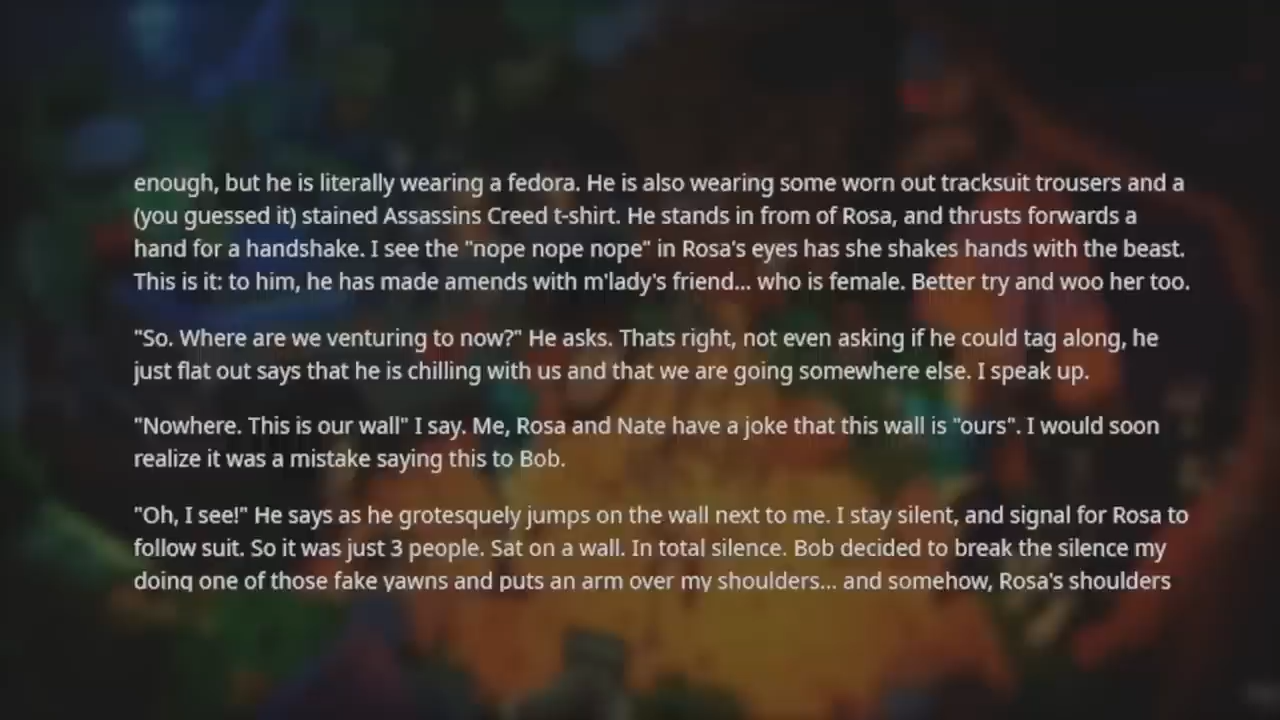 enough, but he is literally wearing a fedora. He is also wearing some worn out tracksuit trousers and a
(you guessed it) stained Assassins Creed t-shirt. He stands in from of Rosa, and thrusts forwards a
hand for a handshake. I see the "nope nope nope" in Rosa's eyes has she shakes hands with the beast.
This is it: to him, he has made amends with m'lady's friend... who is female. Better try and woo her too.
"So. Where are we venturing to now?" He asks. Thats right, not even asking if he could tag along, he
just flat out says that he is chilling with us and that we are going somewhere else. I speak up.
"Nowhere. This is our wall" I say. Me, Rosa and Nate have a joke that this wall is "ours". I would soon
realize it was a mistake saying this to Bob.
"Oh, I see!" He says as he grotesquely jumps on the wall next to me. I stay silent, and signal for Rosa to
follow suit. So it was just 3 people. Sat on a wall. In total silence. Bob decided to break the silence my
doing one of those fake yawns and puts an arm over my shoulders... and somehow, Rosa's shoulders